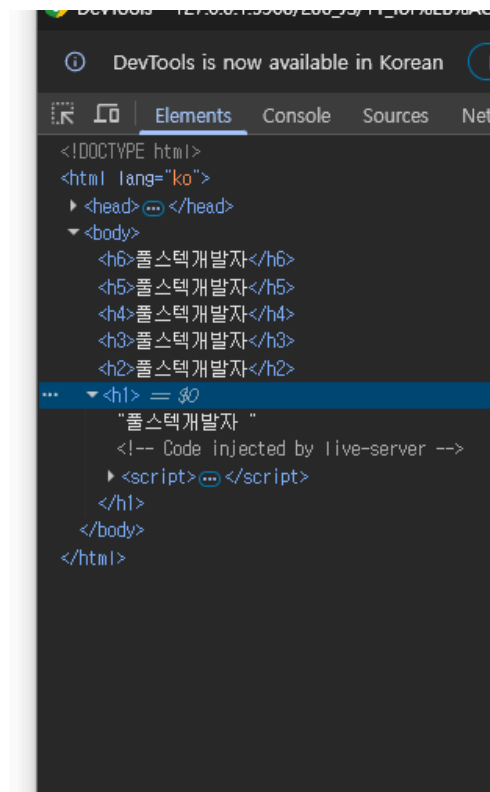 DevTools is now available in Korean
Elements Console Sources Net
<!DOCTYPE html>
<html lang="ko">
<head>…</head>
<body>
<h6>풀스텍개발자</h6>
<h5>풀스텍개발자</h5>
<h4>풀스텍개발자</h4>
<h3>풀스텍개발자</h3>
<h2>풀스텍개발자</h2>
… <h1> == $0
"풀스텍개발자 "
<!-- Code injected by live-server -->
<script>…</script>
</h1>
</body>
</html>